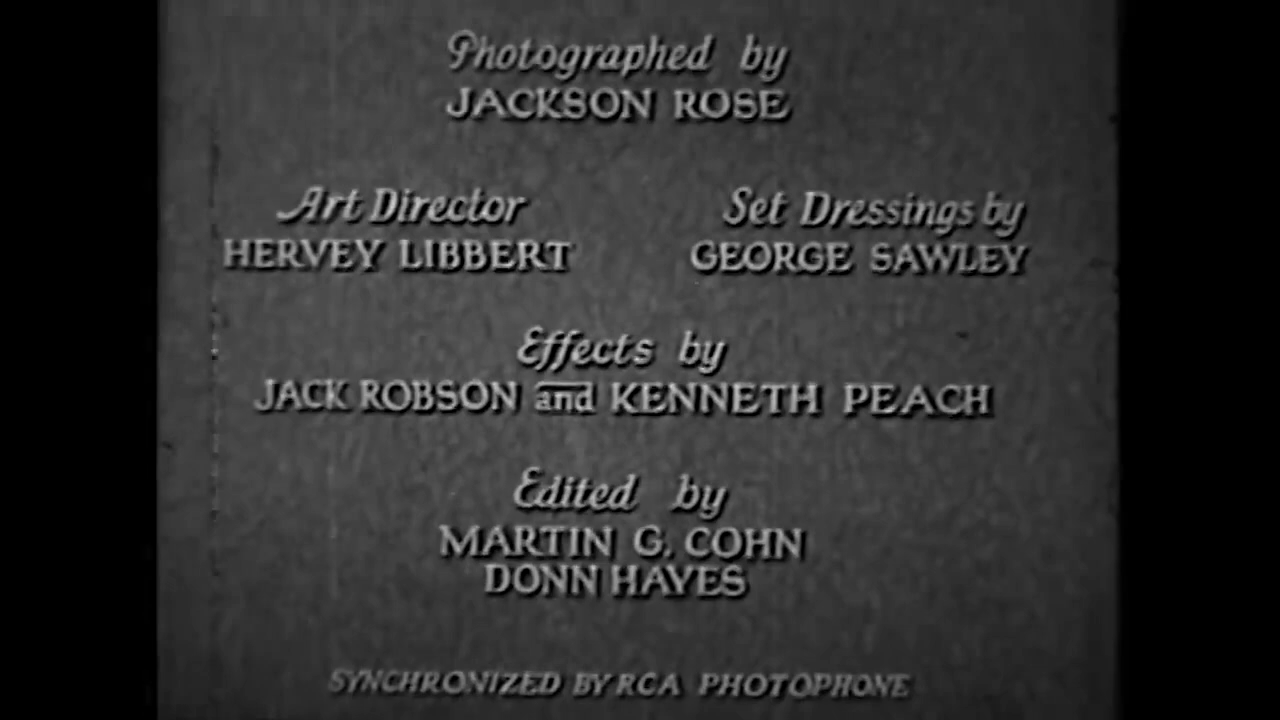 Photographed by
JACKSON ROSE
Art Director
HERVEY LIBBERT
Set Dressings by
GEORGE SAWLEY
Effects by
JACK ROBSON and KENNETH PEACH
Edited by
MARTIN G. COHN
DONN HAYES
SYNCHRONIZED BY RCA PHOTOPHONE